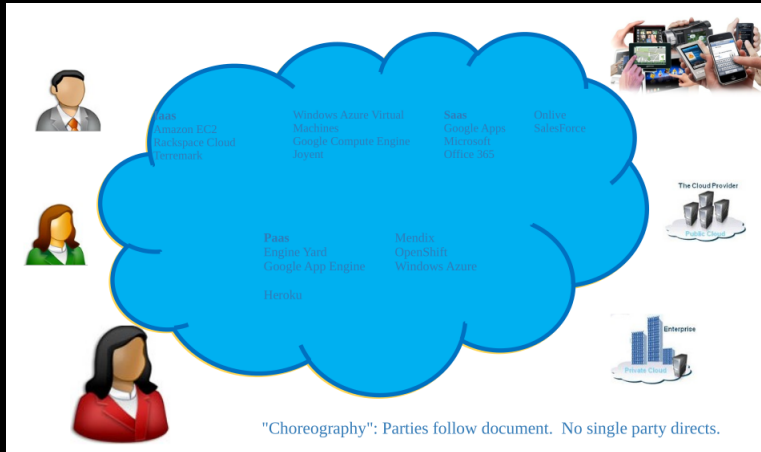 Iaas
Amazon EC2
Rackspace Cloud
Terremark
Windows Azure Virtual
Machines
Google Compute Engine
Joyent
Saas
Google Apps
Microsoft
Office 365
Onlive
SalesForce
The Cloud Provider
Public Cloud
Paas
Engine Yard
Google App Engine
Heroku
Mendix
OpenShift
Windows Azure
Enterprise
Private Cloud
"Choreography": Parties follow document.  No single party directs.